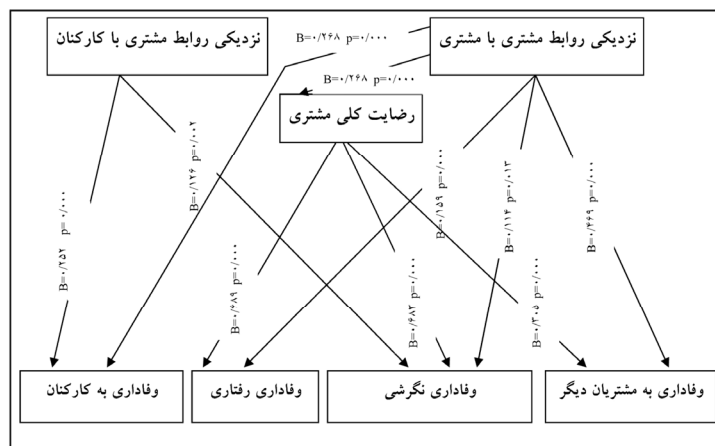 نزدیکی روابط مشتری با مشتری
نزدیکی روابط مشتری با کارکنان
B=۰/۲۶۸ p=۰/۰۰۰
B=۰/۲۶۸ p=۰/۰۰۰
رضایت کلی مشتری
B=۰/۴۶۹ p=۰/۰۰۰
B=۰/۱۱۴ p=۰/۰۱۳
B=۰/۱۵۹ p=۰/۰۰۰
B=۰/۱۲۶ p=۰/۰۰۲
B=۰/۲۵۲ p= ۰/۰۰۰
B=۰/۳۰۵ p=۰/۰۰۰
B=۰/۶۸۲ p=۰/۰۰۰
B=۰/۶۸۹ p=۰/۰۰۰
وفاداری به مشتریان دیگر
وفاداری نگرشی
وفاداری رفتاری
وفاداری به کارکنان